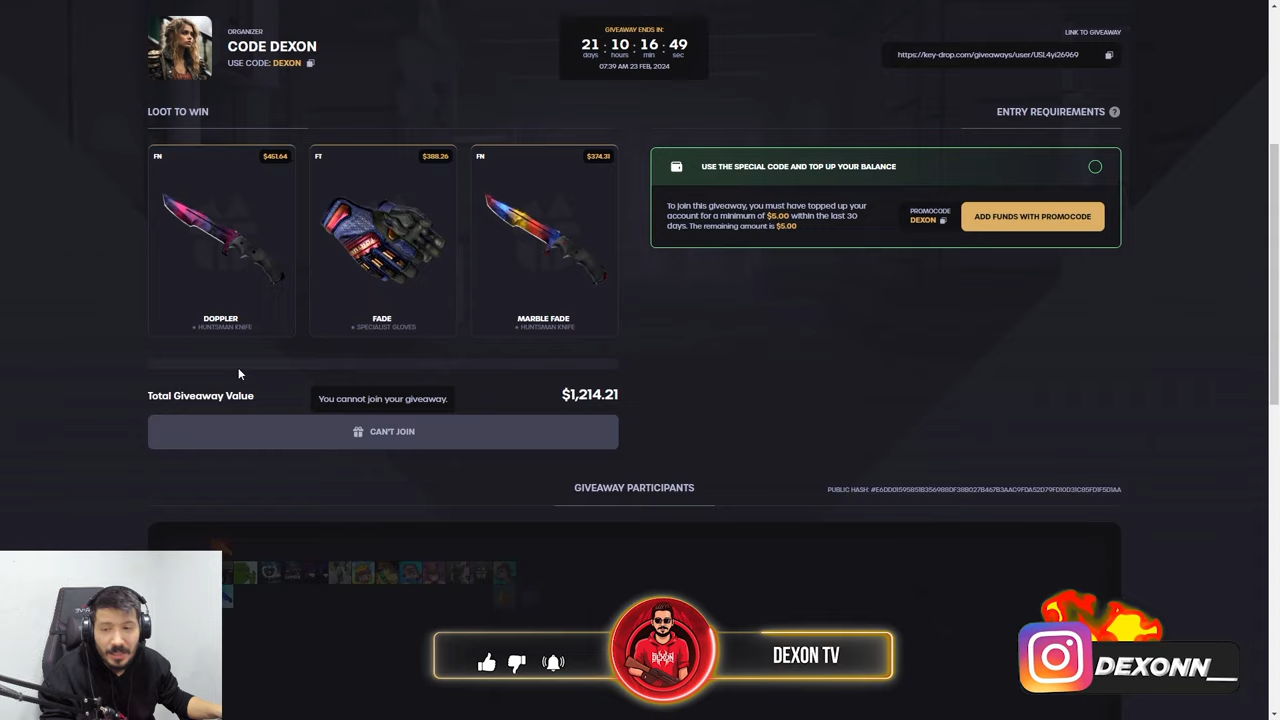 ORGANIZER
CODE DEXON
USE CODE: DEXON
GIVEAWAY ENDS IN:
21 : 10 : 16 : 49
days hours min sec
07:39 AM 23 FEB, 2024
LINK TO GIVEAWAY
https://key-drop.com/giveaways/user/USL4yi26969
LOOT TO WIN
ENTRY REQUIREMENTS ?
FN $451.64
FT $388.26
FN $374.31
DOPPLER
★ HUNTSMAN KNIFE
FADE
★ SPECIALIST GLOVES
MARBLE FADE
★ HUNTSMAN KNIFE
USE THE SPECIAL CODE AND TOP UP YOUR BALANCE
To join this giveaway, you must have topped up your
account for a minimum of $5.00 within the last 30
days. The remaining amount is $5.00
PROMOCODE
DEXON
ADD FUNDS WITH PROMOCODE
Total Giveaway Value
You cannot join your giveaway.
$1,214.21
CAN'T JOIN
GIVEAWAY PARTICIPANTS
PUBLIC HASH:
DEXON TV
DEXONN__